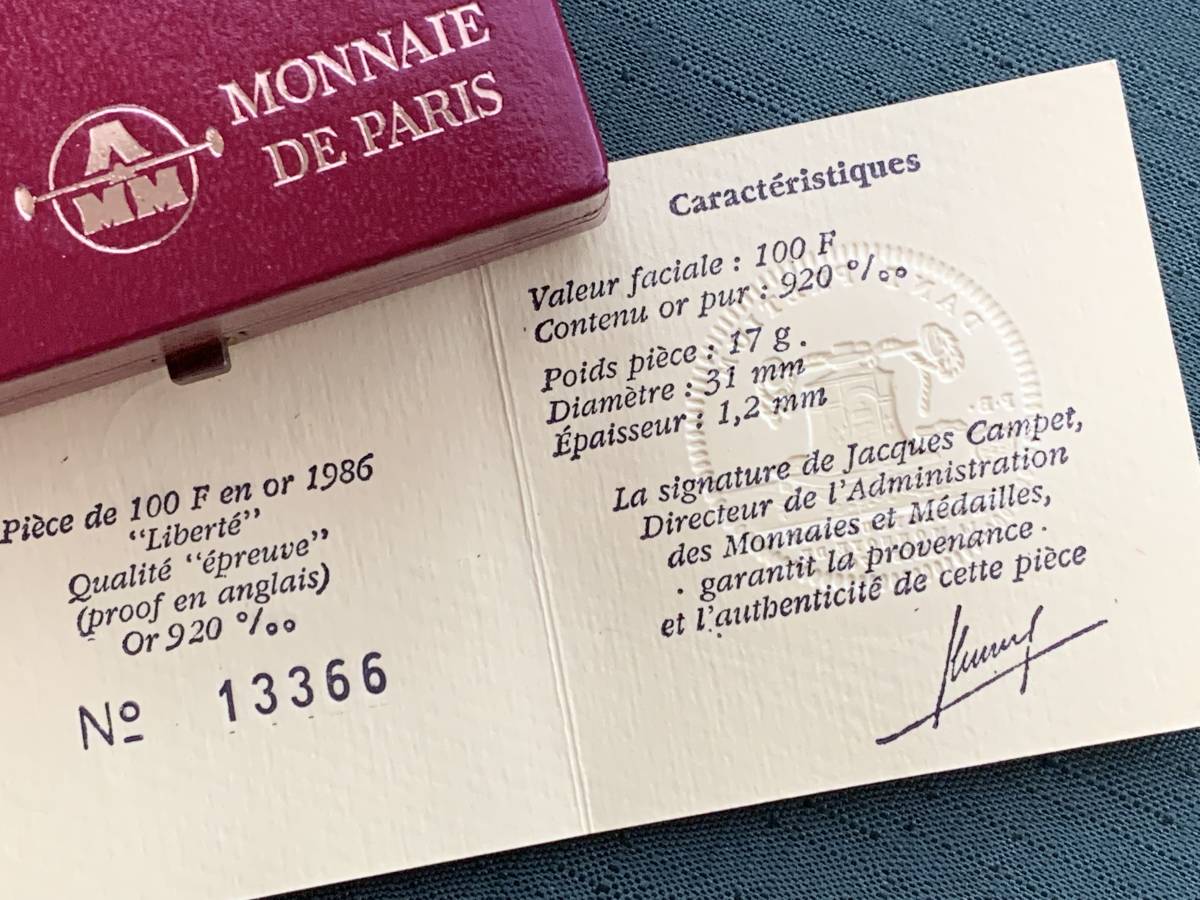 MONNAIE
DE PARIS
A
MM
Pièce de 100 F en or 1986
“Liberté”
Qualité “épreuve”
(proof en anglais)
Or 920 ‰
Nº 13366
Caractéristiques
Valeur faciale : 100 F
Contenu or pur : 920 ‰
Poids pièce : 17 g.
Diamètre : 31 mm
Épaisseur : 1,2 mm
La signature de Jacques Campet,
Directeur de l’Administration
des Monnaies et Médailles,
garantit la provenance
et l’authenticité de cette pièce